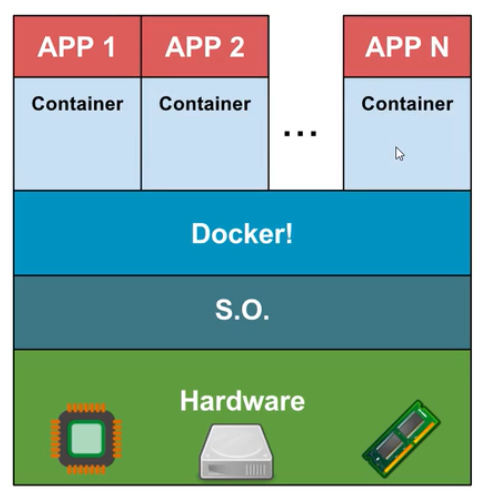 APP 1 APP 2 APP N
Container Container Container
...
Docker!
S.O.
Hardware